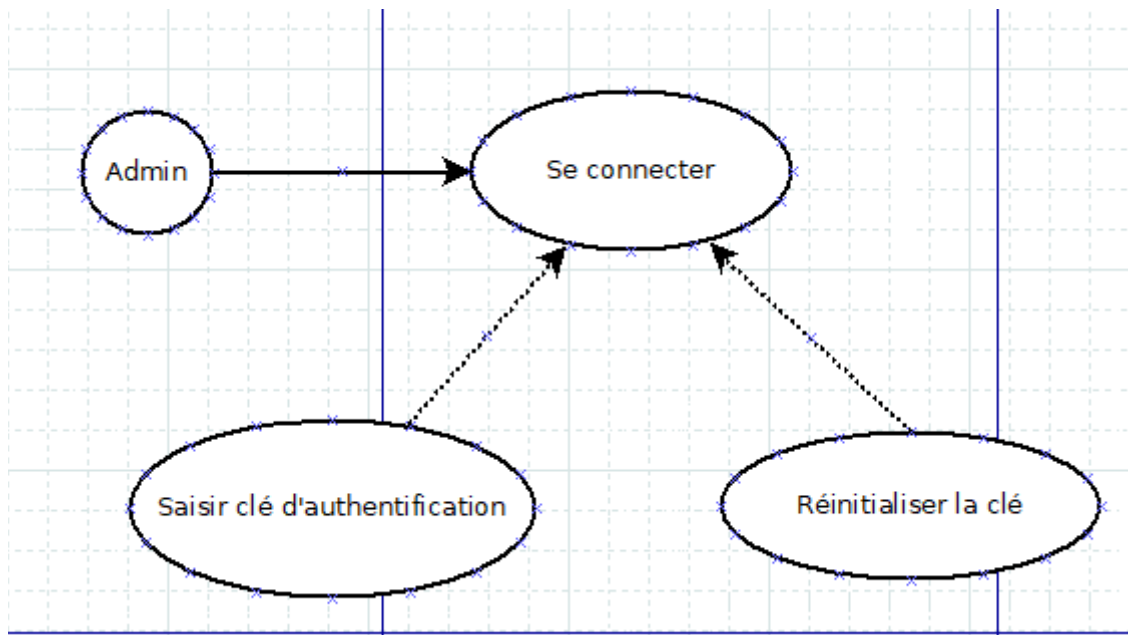 Admin
Se connecter
Saisir clé d'authentification
Réinitialiser la clé